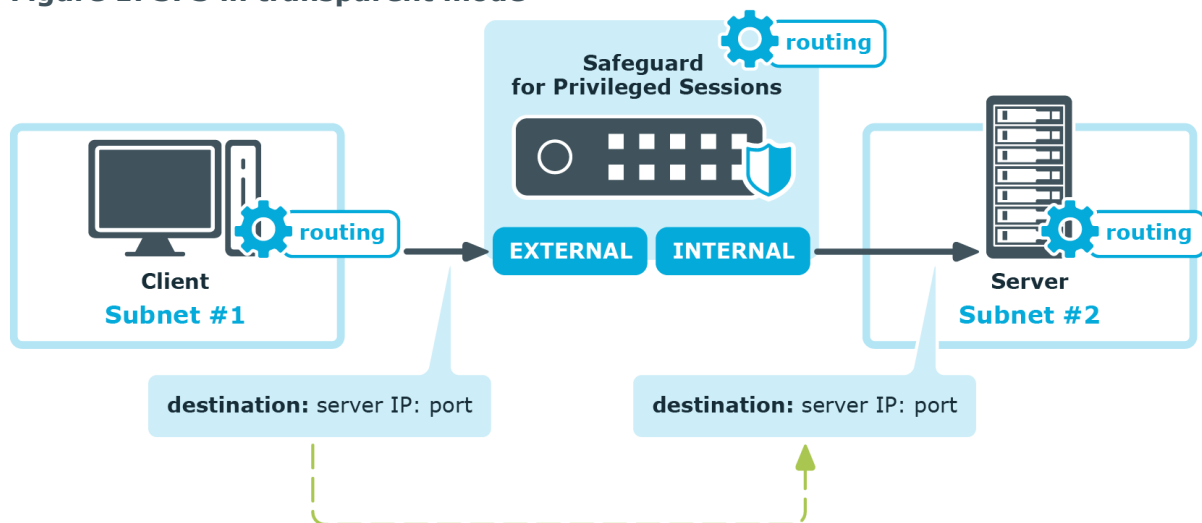 routing
Safeguard
for Privileged Sessions
routing
routing
EXTERNAL
INTERNAL
Client
Server
Subnet #1
Subnet #2
destination: server IP: port
destination: server IP: port